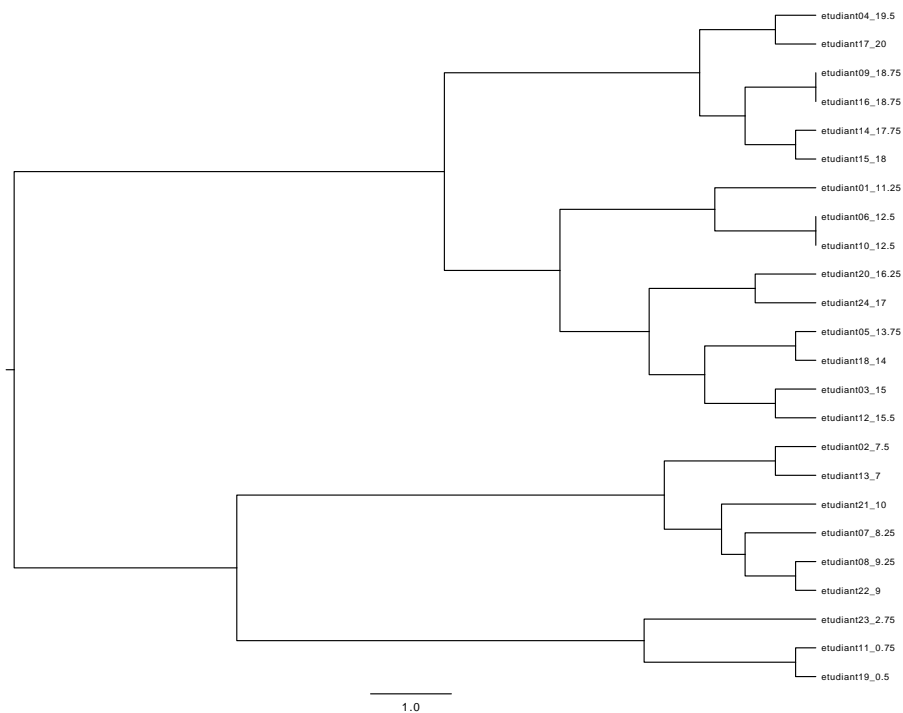 etudiant04_19.5
etudiant17_20
etudiant09_18.75
etudiant16_18.75
etudiant14_17.75
etudiant15_18
etudiant01_11.25
etudiant06_12.5
etudiant10_12.5
etudiant20_16.25
etudiant24_17
etudiant05_13.75
etudiant18_14
etudiant03_15
etudiant12_15.5
etudiant02_7.5
etudiant13_7
etudiant21_10
etudiant07_8.25
etudiant08_9.25
etudiant22_9
etudiant23_2.75
etudiant11_0.75
etudiant19_0.5
1.0